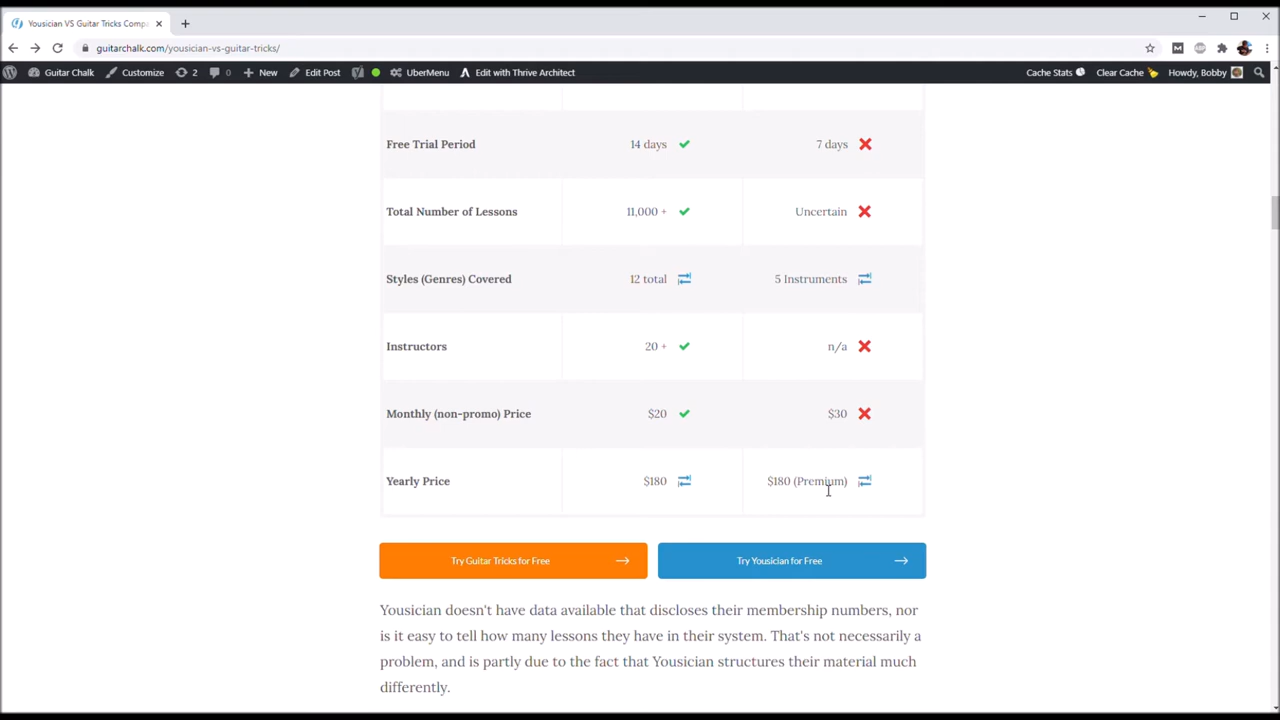 Yousician VS Guitar Tricks Compa
guitarchalk.com/yousician-vs-guitar-tricks/
Guitar Chalk Customize 2 0 New Edit Post UberMenu Edit with Thrive Architect Cache Stats Clear Cache Howdy, Bobby
Free Trial Period 14 days 7 days
Total Number of Lessons 11,000 + Uncertain
Styles (Genres) Covered 12 total 5 Instruments
Instructors 20 + n/a
Monthly (non-promo) Price $20 $30
Yearly Price $180 $180 (Premium)
Try Guitar Tricks for Free Try Yousician for Free
Yousician doesn't have data available that discloses their membership numbers, nor
is it easy to tell how many lessons they have in their system. That's not necessarily a
problem, and is partly due to the fact that Yousician structures their material much
differently.